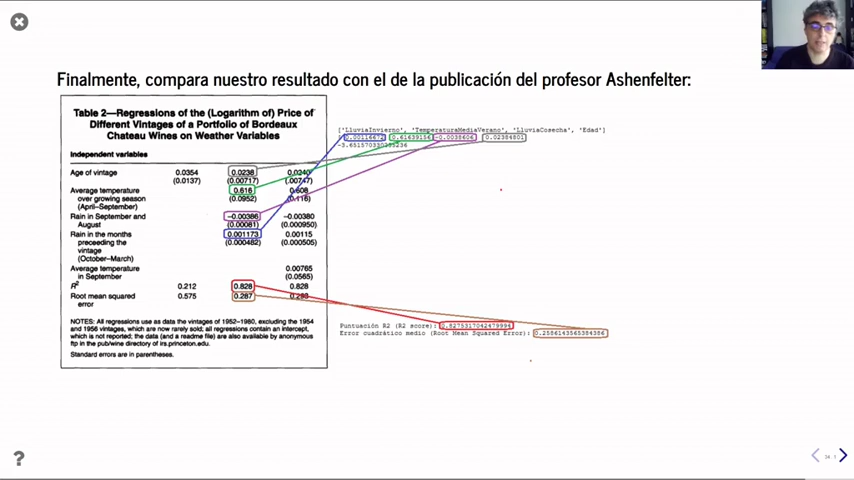 Finalmente, compara nuestro resultado con el de la publicación del profesor Ashenfelter:
Table 2—Regressions of the (Logarithm of) Price of
Different Vintages of a Portfolio of Bordeaux
Chateau Wines on Weather Variables
Independent variables
Age of vintage 0.0354 0.0238 0.0240
(0.0137) (0.00717) (.00747)
Average temperature 0.616 0.608
over growing season (0.0952) (0.116)
(April–September)
Rain in September and −0.00386 −0.00380
August (0.00081) (0.000950)
Rain in the months 0.001173 0.00115
preceeding the (0.000482) (0.000505)
vintage
(October–March)
Average temperature 0.00765
in September (0.0565)
R² 0.212 0.828 0.828
Root mean squared 0.575 0.287
error
NOTES: All regressions use as data the vintages of 1952–1980, excluding the 1954
and 1956 vintages, which are now rarely sold; all regressions contain an intercept,
which is not reported; the data (and a readme file) are also available by anonymous
ftp in the pub/wine directory of irs.princeton.edu.
Standard errors are in parentheses.
['LluviaInvierno', 'TemperaturaMediaVerano', 'LluviaCosecha', 'Edad']
0.00116672 0.61639156 -0.0038606 0.02384801
Puntuación R2 (R2 score): 0.8275317042479994
Error cuadrático medio (Root Mean Squared Error): 0.2586143565384386
?